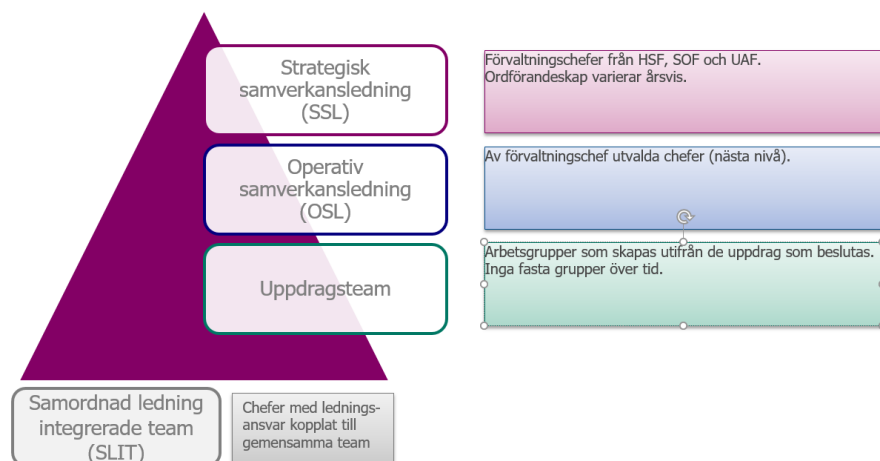 Strategisk
samverkansledning
(SSL)
Förvaltningschefer från HSF, SOF och UAF.
Ordförandeskap varierar årsvis.
Operativ
samverkansledning
(OSL)
Av förvaltningschef utvalda chefer (nästa nivå).
Uppdragsteam
Arbetsgrupper som skapas utifrån de uppdrag som beslutas.
Inga fasta grupper över tid.
Samordnad ledning
integrerade team
(SLIT)
Chefer med lednings-
ansvar kopplat till
gemensamma team